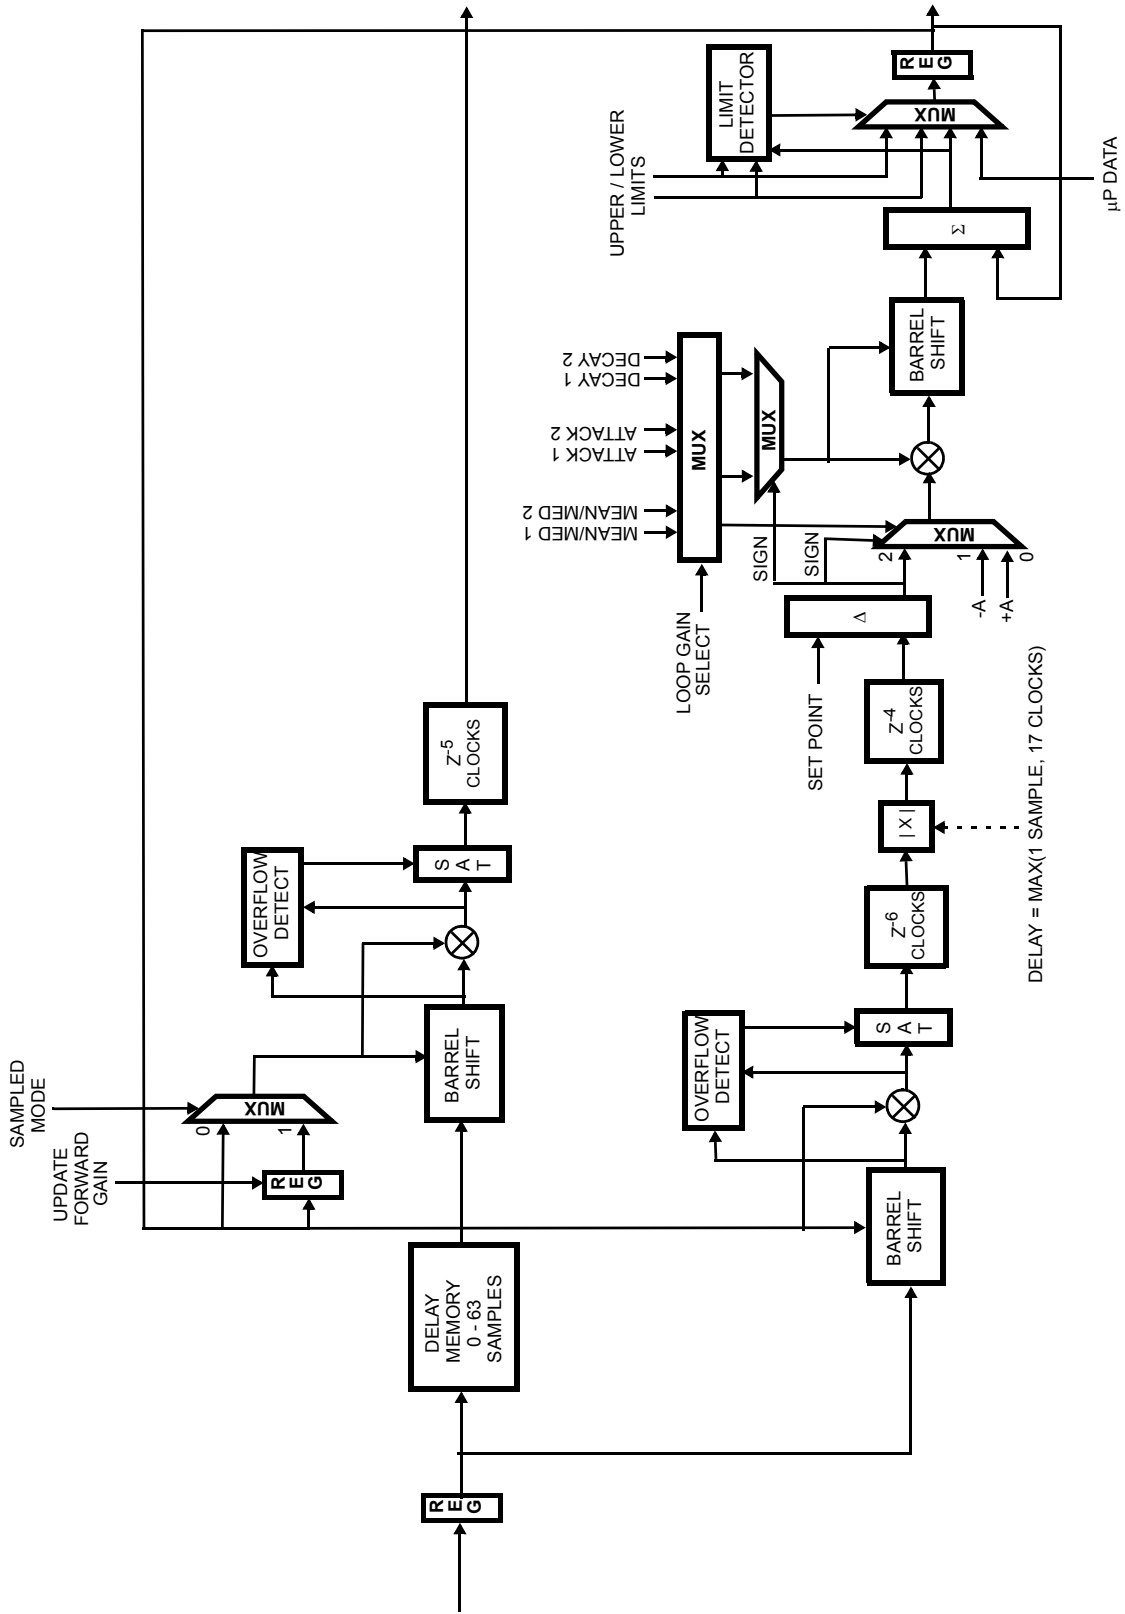 REG
DELAY
MEMORY
0 - 63
SAMPLES
UPDATE
FORWARD
GAIN
SAMPLED
MODE
REG
0
1
MUX
BARREL
SHIFT
OVERFLOW
DETECT
SAT
Z-5
CLOCKS
BARREL
SHIFT
OVERFLOW
DETECT
SAT
Z-6
CLOCKS
| X |
DELAY = MAX(1 SAMPLE, 17 CLOCKS)
Z-4
CLOCKS
SET POINT
Δ
LOOP GAIN
SELECT
SIGN
SIGN
2
1
0
-A
+A
MUX
MEAN/MED 1
MEAN/MED 2
ATTACK 1
ATTACK 2
DECAY 1
DECAY 2
MUX
MUX
BARREL
SHIFT
Σ
UPPER / LOWER
LIMITS
LIMIT
DETECTOR
MUX
REG
μP DATA